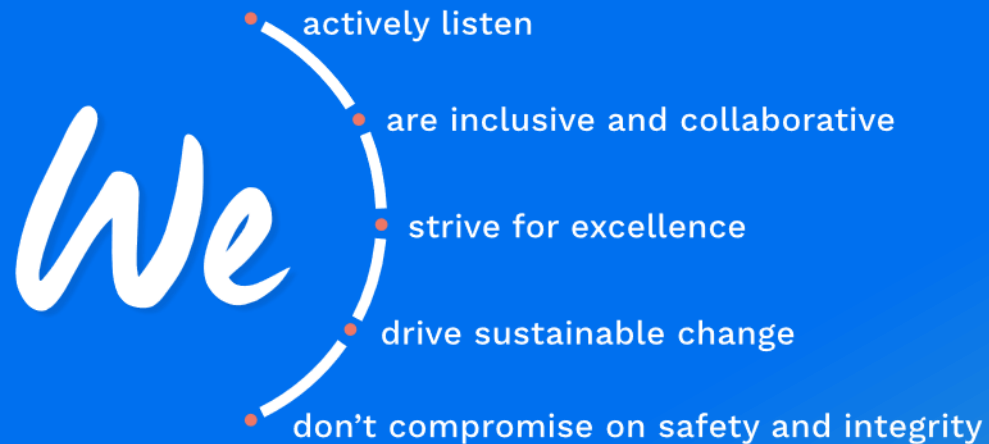 We
actively listen
are inclusive and collaborative
strive for excellence
drive sustainable change
don’t compromise on safety and integrity